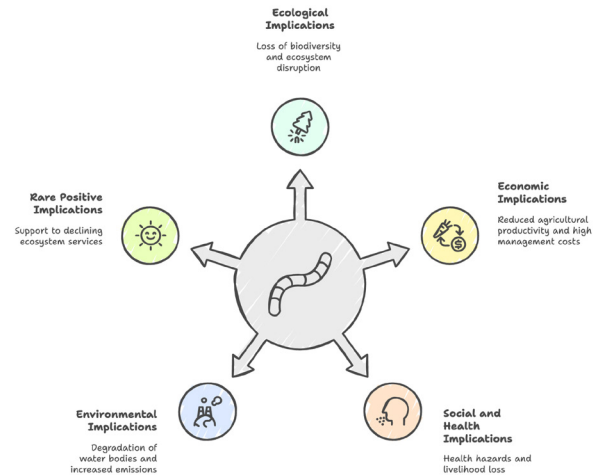 Ecological
Implications
Loss of biodiversity
and ecosystem
disruption
Rare Positive
Implications
Support to declining
ecosystem services
Economic
Implications
Reduced agricultural
productivity and high
management costs
Environmental
Implications
Degradation of
water bodies and
increased emissions
Social and
Health
Implications
Health hazards and
livelihood loss